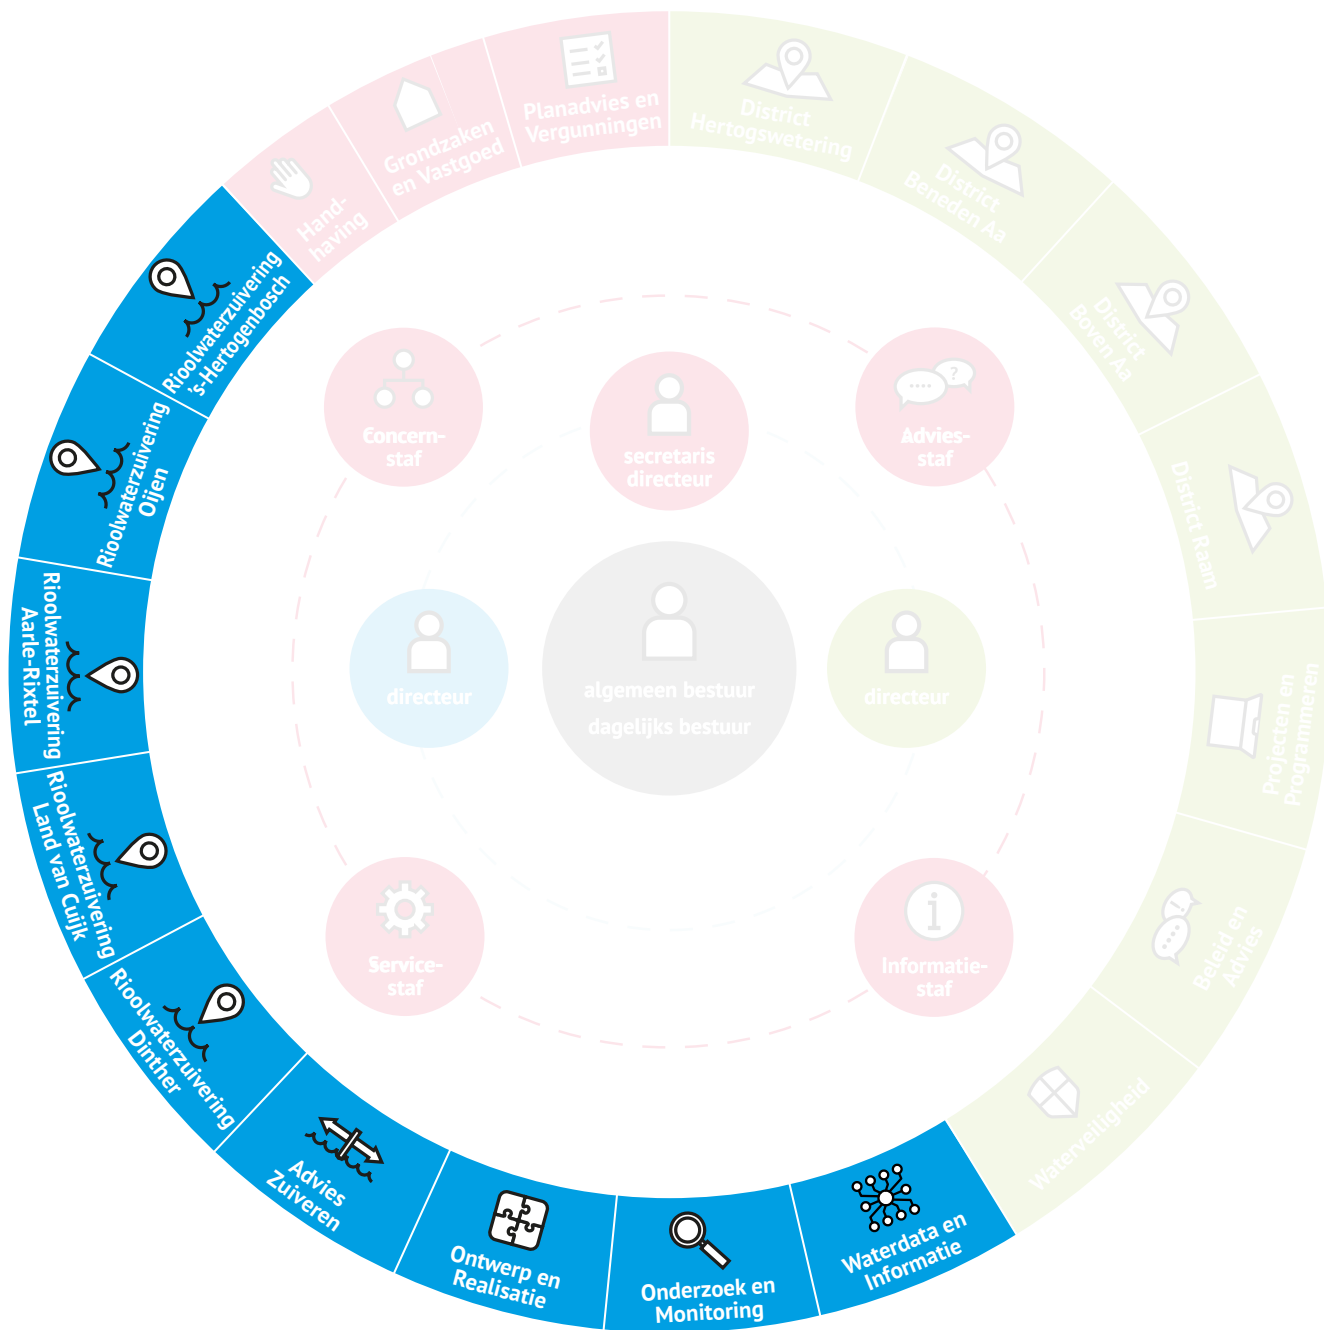 Planadvies en
Vergunningen
District
Hertogswetering
Grondzaken
en Vastgoed
District
Beneden Aa
Hand-
having
District
Boven Aa
Rioolwaterzuivering
's-Hertogenbosch
Rioolwaterzuivering
Oijen
District Raam
Concern-
staf
secretaris
directeur
?
Advies-
staf
Rioolwaterzuivering
Aarle-Rixtel
directeur
algemeen bestuur
dagelijks bestuur
directeur
Projecten en
Programmeren
Rioolwaterzuivering
Land van Cuijk
Service-
staf
i
Informatie-
staf
!
Beleid en
Advies
Rioolwaterzuivering
Dinther
Waterveiligheid
Advies
Zuiveren
Ontwerp en
Realisatie
Onderzoek en
Monitoring
Waterdata en
Informatie